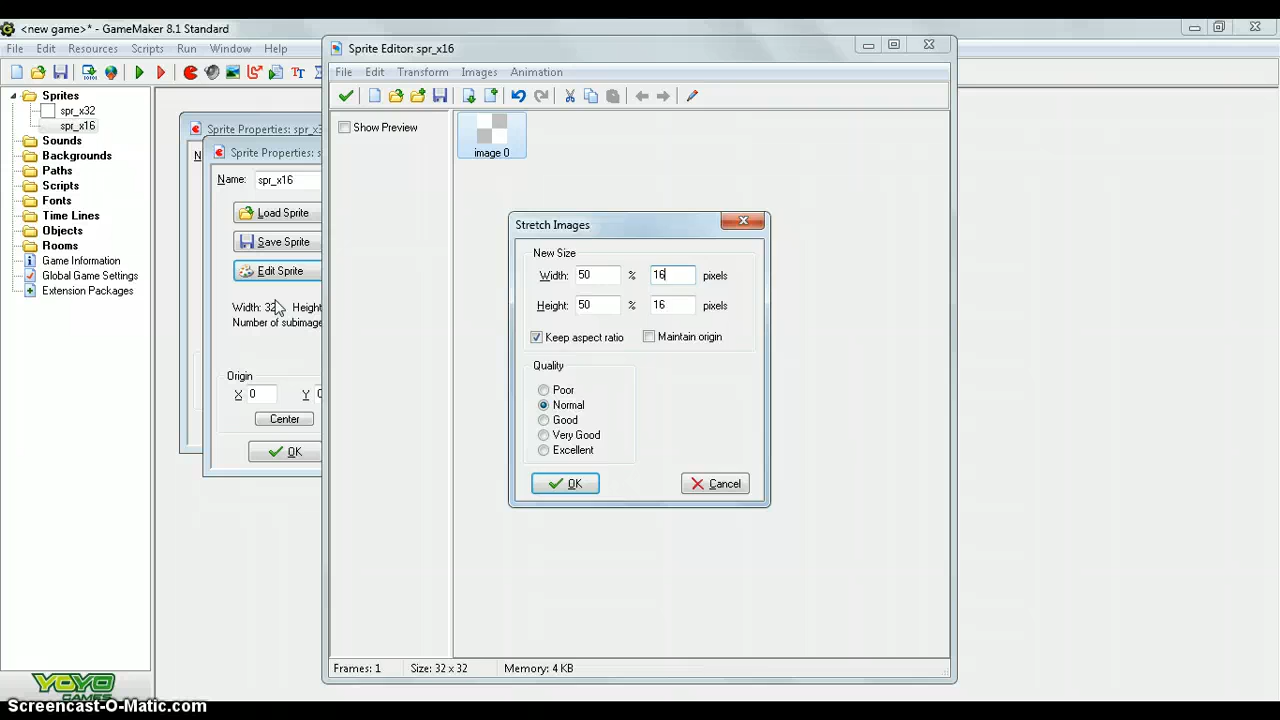 <new game>* - GameMaker 8.1 Standard
File Edit Resources Scripts Run Window Help
Sprites
spr_x32
spr_x16
Sounds
Backgrounds
Paths
Scripts
Fonts
Time Lines
Objects
Rooms
Game Information
Global Game Settings
Extension Packages
Sprite Properties: spr_x3
Sprite Properties: s
Name: spr_x16
Load Sprite
Save Sprite
Edit Sprite
Width: 32 Height
Number of subimage
Origin
X 0 Y 0
Center
OK
Sprite Editor: spr_x16
File Edit Transform Images Animation
Show Preview
image 0
Stretch Images
New Size
Width: 50 % 16 pixels
Height: 50 % 16 pixels
Keep aspect ratio Maintain origin
Quality
Poor
Normal
Good
Very Good
Excellent
OK Cancel
Frames: 1 Size: 32 x 32 Memory: 4 KB
YOYO
GAMES
Screencast-O-Matic.com